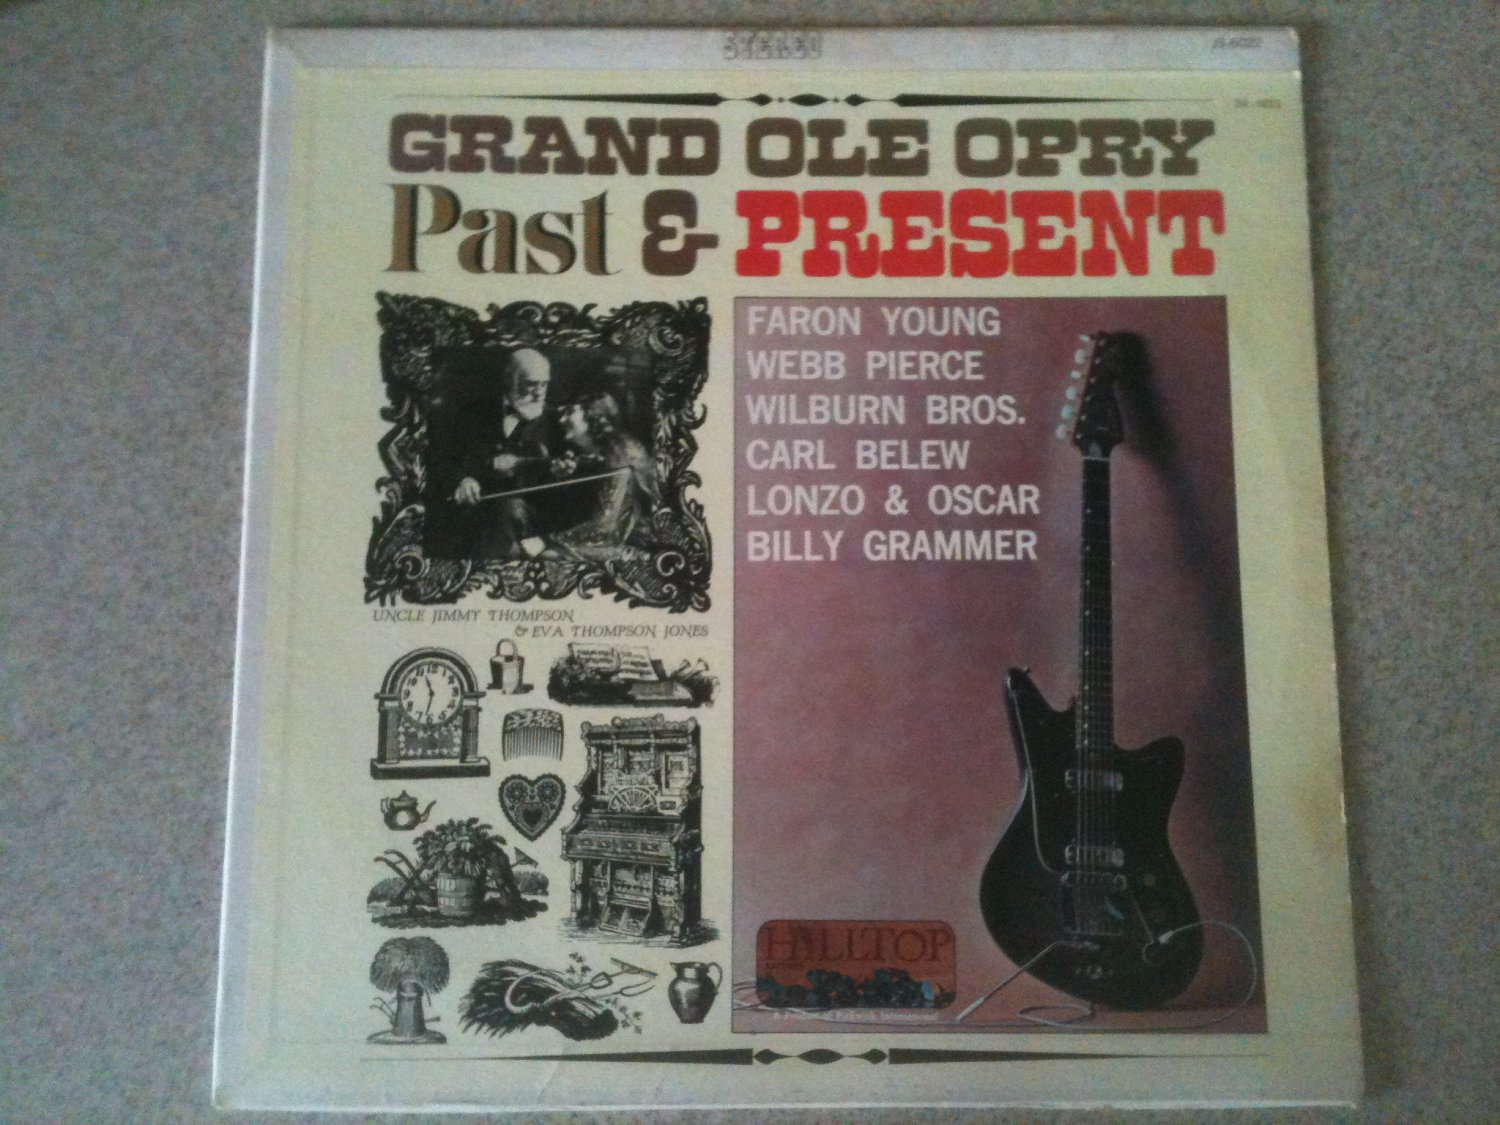 STEREO
GRAND OLE OPRY
Past & PRESENT
FARON YOUNG
WEBB PIERCE
WILBURN BROS.
CARL BELEW
LONZO & OSCAR
BILLY GRAMMER
UNCLE JIMMY THOMPSON
& EVA THOMPSON JONES
HILLTOP